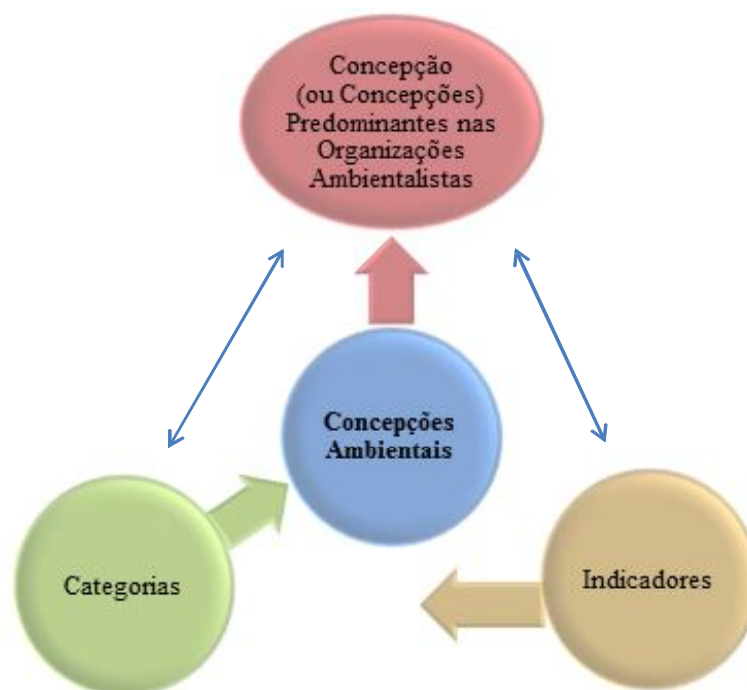 Concepção
(ou Concepções)
Predominantes nas
Organizações
Ambientalistas
Concepções
Ambientais
Categorias
Indicadores